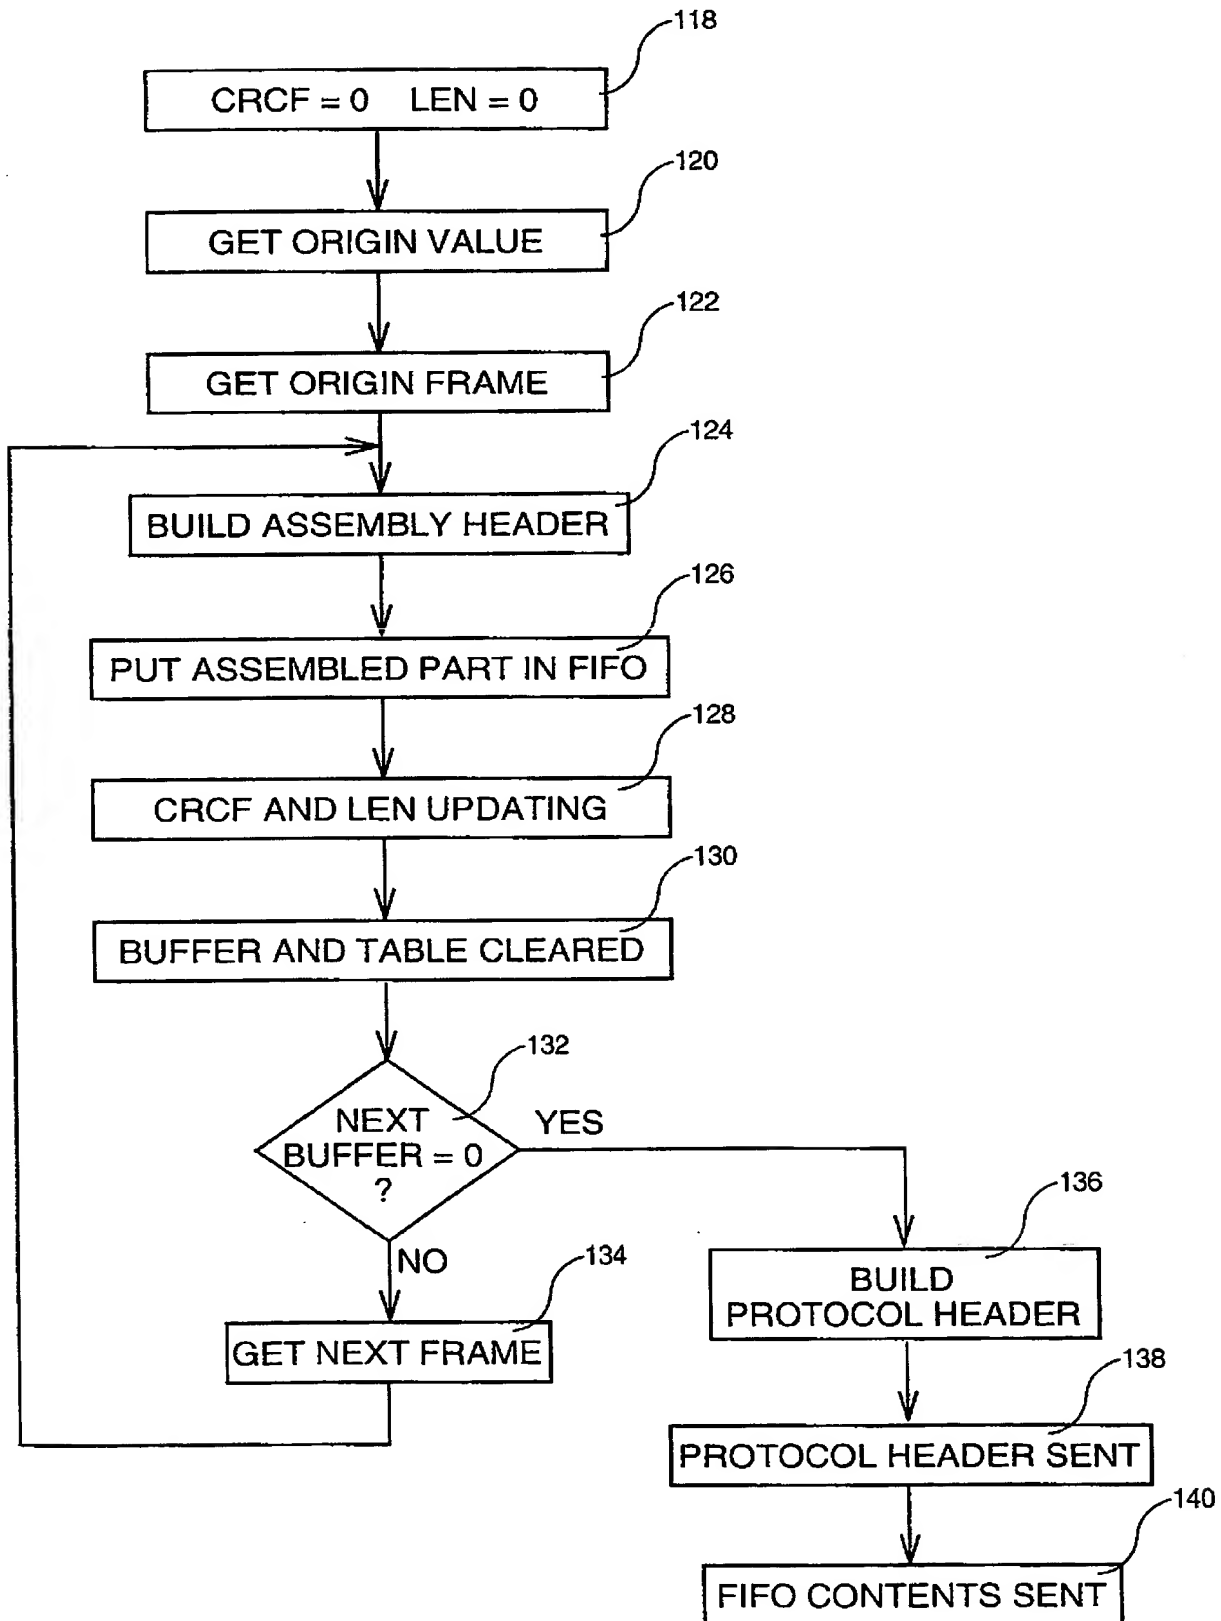 118
CRCF = 0 LEN = 0
120
GET ORIGIN VALUE
122
GET ORIGIN FRAME
124
BUILD ASSEMBLY HEADER
126
PUT ASSEMBLED PART IN FIFO
128
CRCF AND LEN UPDATING
130
BUFFER AND TABLE CLEARED
132
NEXT
BUFFER = 0
?
YES
NO
134
GET NEXT FRAME
136
BUILD
PROTOCOL HEADER
138
PROTOCOL HEADER SENT
140
FIFO CONTENTS SENT